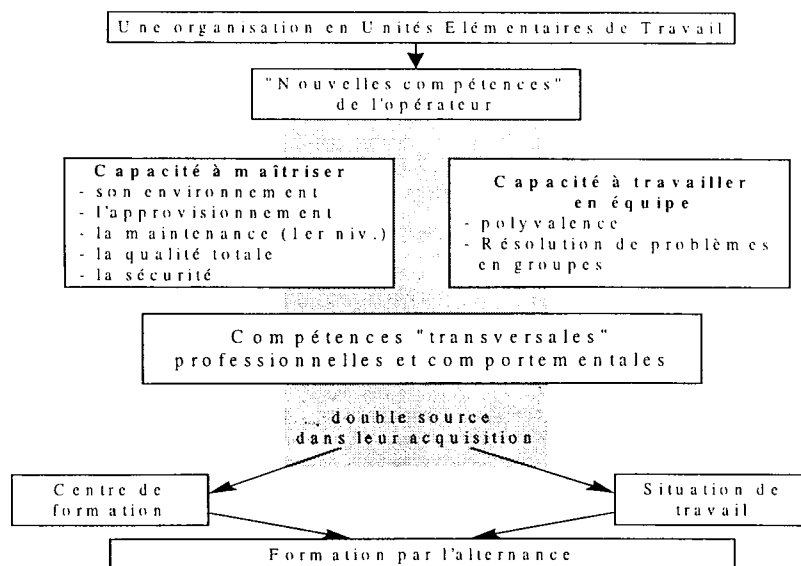 Une organisation en Unités Elémentaires de Travail
"Nouvelles compétences"
de l'opérateur
Capacité à maîtriser
- son environnement
- l'approvisionnement
- la maintenance (1er niv.)
- la qualité totale
- la sécurité
Capacité à travailler
en équipe
- polyvalence
- Résolution de problèmes
en groupes
Compétences "transversales"
professionnelles et comportementales
... double source
dans leur acquisition
Centre de
formation
Situation de
travail
Formation par l'alternance